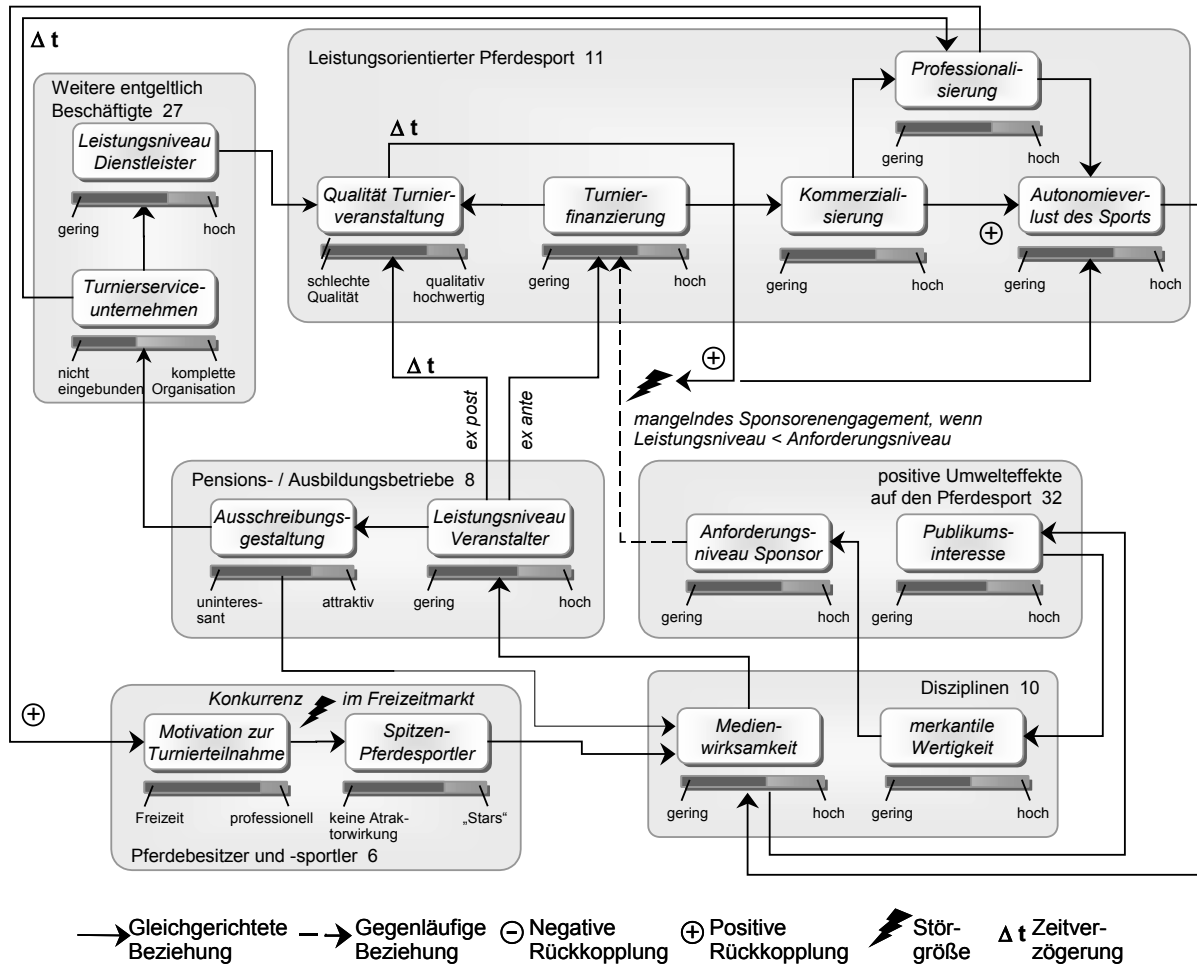 Δ t
Leistungsorientierter Pferdesport 11
Professionali-
sierung
gering
hoch
Weitere entgeltlich
Beschäftigte 27
Leistungsniveau
Dienstleister
gering
hoch
Δ t
Qualität Turnier-
veranstaltung
schlechte
Qualität
qualitativ
hochwertig
Turnier-
finanzierung
gering
hoch
Kommerziali-
sierung
gering
hoch
Autonomiever-
lust des Sports
gering
hoch
Turnierservice-
unternehmen
nicht
eingebunden
komplette
Organisation
Δ t
ex post
ex ante
mangelndes Sponsorenengagement, wenn
Leistungsniveau < Anforderungsniveau
Pensions- / Ausbildungsbetriebe 8
Ausschreibungs-
gestaltung
uninteres-
sant
attraktiv
Leistungsniveau
Veranstalter
gering
hoch
positive Umwelteffekte
auf den Pferdesport 32
Anforderungs-
niveau Sponsor
gering
hoch
Publikums-
interesse
gering
hoch
Konkurrenz
im Freizeitmarkt
Motivation zur
Turnierteilnahme
Freizeit
professionell
Spitzen-
Pferdesportler
keine Atrak-
torwirkung
„Stars“
Pferdebesitzer und -sportler 6
Disziplinen 10
Medien-
wirksamkeit
gering
hoch
merkantile
Wertigkeit
gering
hoch
Gleichgerichtete
Beziehung
Gegenläufige
Beziehung
Negative
Rückkopplung
Positive
Rückkopplung
Stör-
größe
Δ t
Zeitver-
zögerung